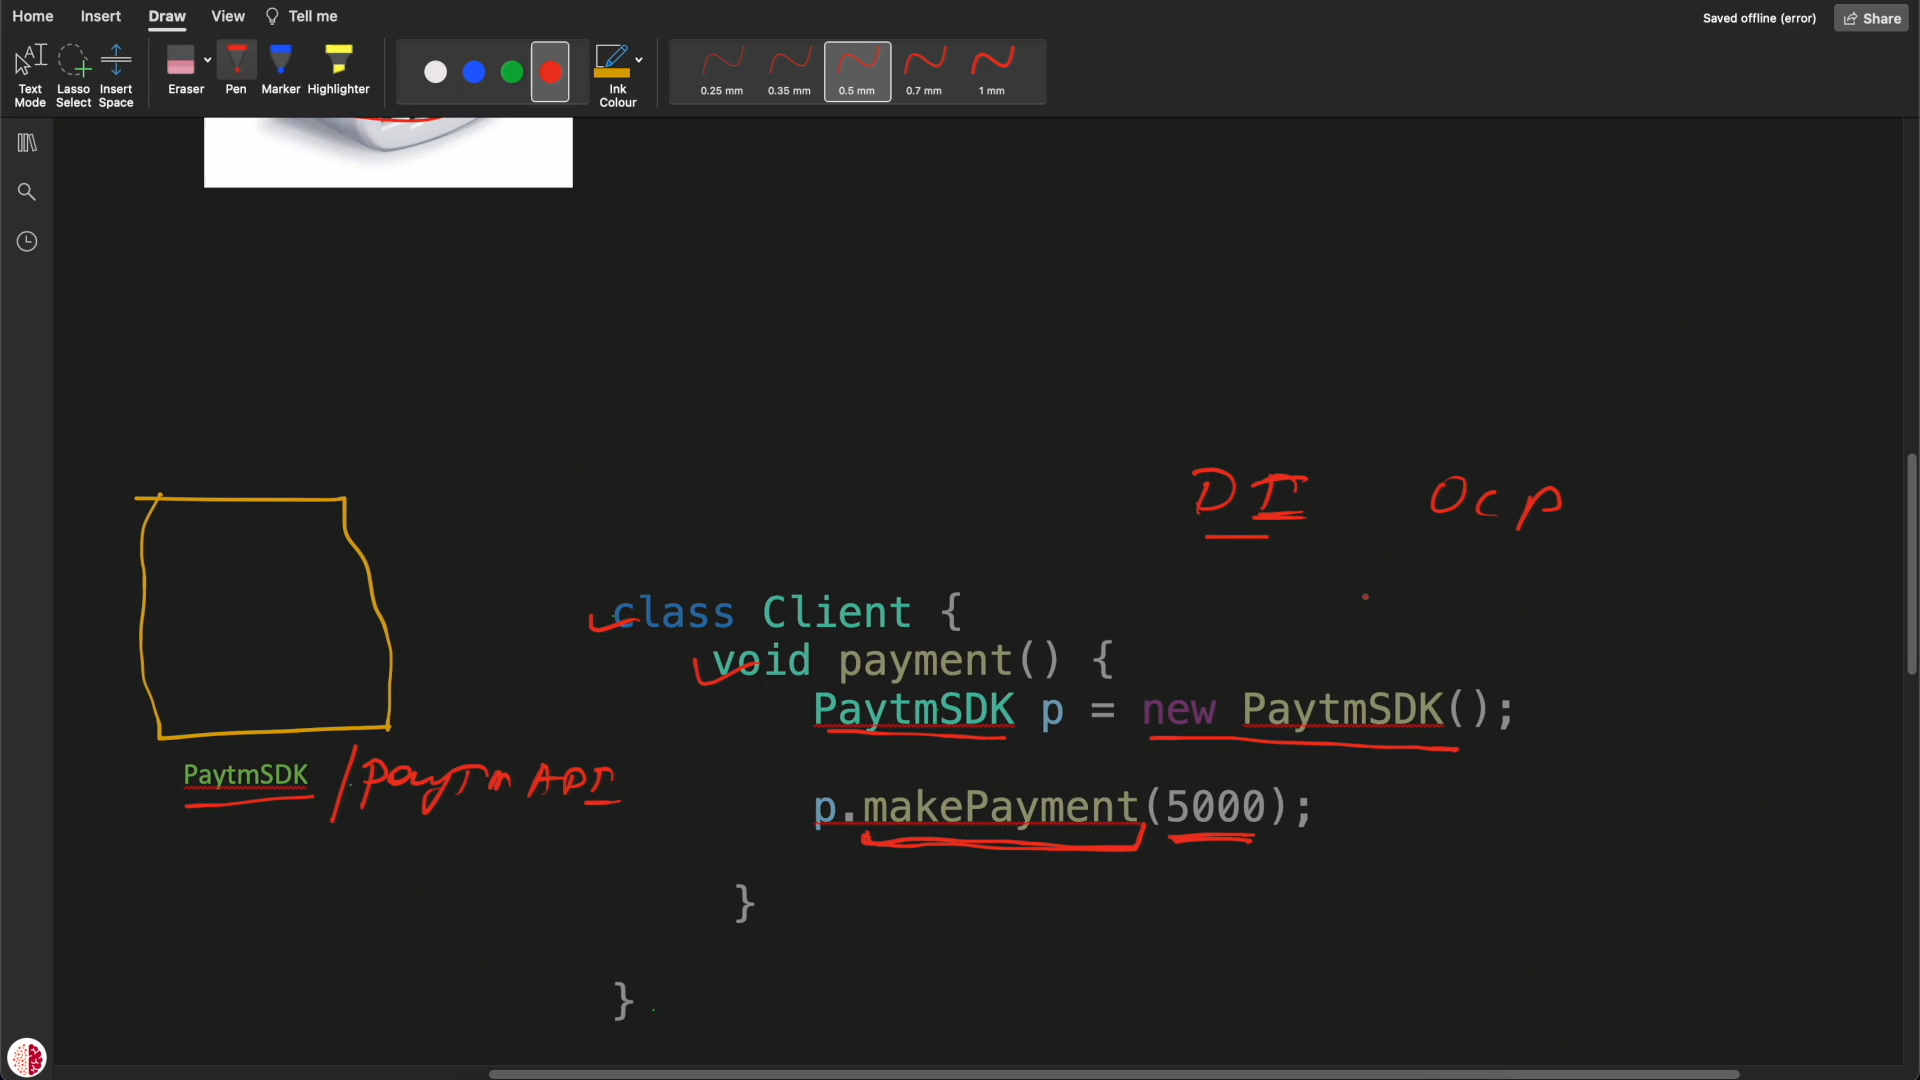 Home Insert Draw View Tell me
Saved offline (error) Share
Text Mode
Lasso Select
Insert Space
Eraser Pen Marker Highlighter
Ink Colour
0.25 mm 0.35 mm 0.5 mm 0.7 mm 1 mm
DI OCP
class Client {
void payment() {
PaytmSDK p = new PaytmSDK();
PaytmSDK / Paytm API
p.makePayment(5000);
}
}